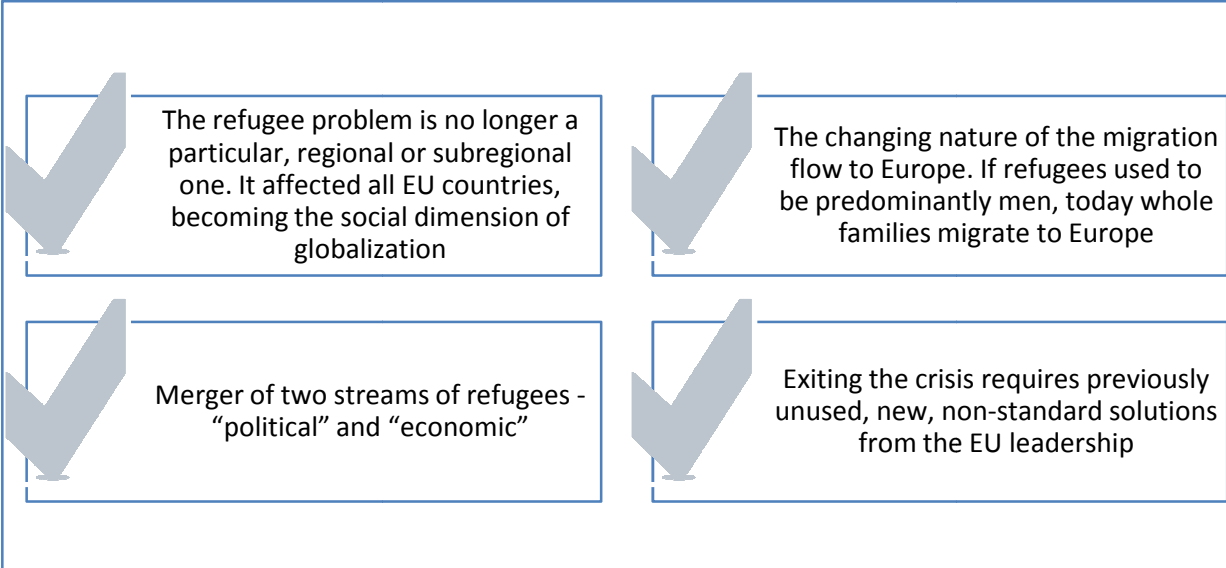 The refugee problem is no longer a
particular, regional or subregional
one. It affected all EU countries,
becoming the social dimension of
globalization
The changing nature of the migration
flow to Europe. If refugees used to
be predominantly men, today whole
families migrate to Europe
Merger of two streams of refugees -
“political” and “economic”
Exiting the crisis requires previously
unused, new, non-standard solutions
from the EU leadership